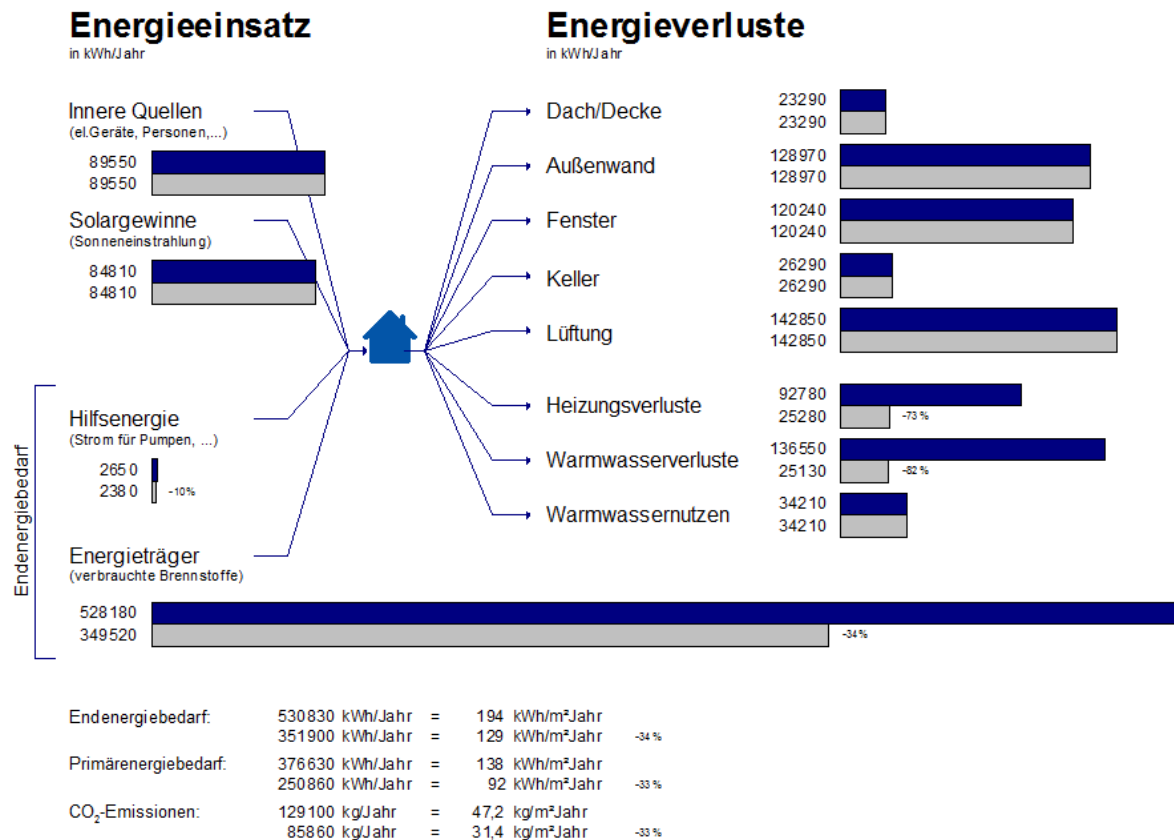 Energieeinsatz
in kWh/Jahr
Innere Quellen
(el.Geräte, Personen,...)
89550
89550
Solargewinne
(Sonneneinstrahlung)
84810
84810
Endenergiebedarf
Hilfsenergie
(Strom für Pumpen, ...)
2650
2380 -10%
Energieträger
(verbrauchte Brennstoffe)
528180
349520 -34%
Energieverluste
in kWh/Jahr
Dach/Decke
23290
23290
Außenwand
128970
128970
Fenster
120240
120240
Keller
26290
26290
Lüftung
142850
142850
Heizungsverluste
92780
25280 -73%
Warmwasserverluste
136550
25130 -82%
Warmwassernutzen
34210
34210
Endenergiebedarf: 530830 kWh/Jahr = 194 kWh/m²Jahr
351900 kWh/Jahr = 129 kWh/m²Jahr -34%
Primärenergiebedarf: 376630 kWh/Jahr = 138 kWh/m²Jahr
250860 kWh/Jahr = 92 kWh/m²Jahr -33%
CO₂-Emissionen: 129100 kg/Jahr = 47,2 kg/m²Jahr
85860 kg/Jahr = 31,4 kg/m²Jahr -33%